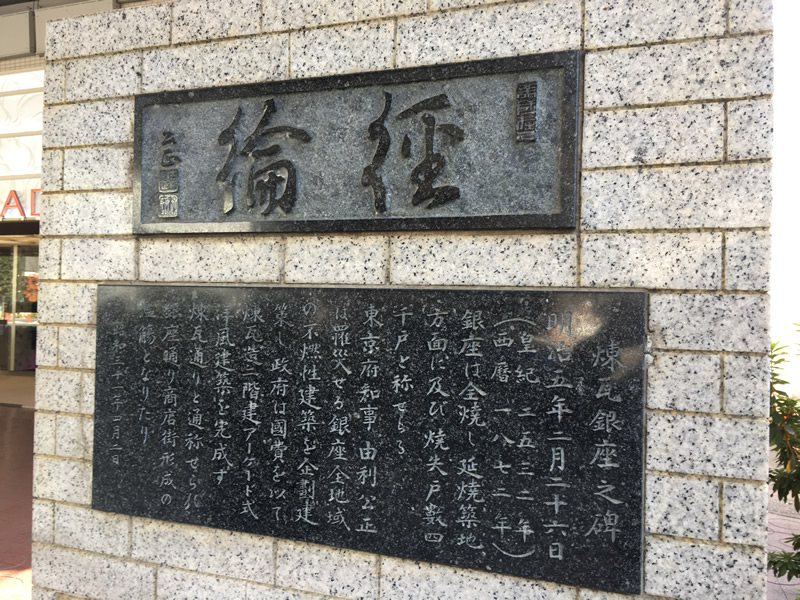 經綸
公正
煉瓦銀座之碑
明治五年二月二十六日
(皇紀 二五三二年)
(西暦 一八七二年)
銀座は全焼し延焼築地
方面に及び焼失戸数四
千戸と称せらる
東京府知事由利公正
は罹災せる銀座全地域
の不燃性建築を企劃建
策し政府は國費を以て
煉瓦造二階建アーケード式
洋風建築を完成す
煉瓦通りと通称せられ
銀座通り商店街形成の
濫觴となりたり
昭和三十一年二月二日
AD